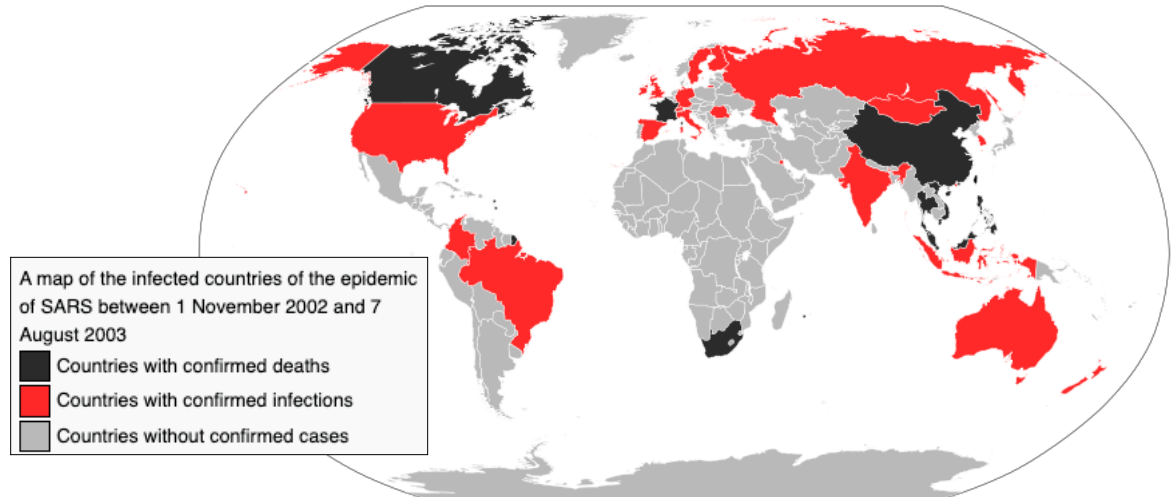 A map of the infected countries of the epidemic
of SARS between 1 November 2002 and 7
August 2003
Countries with confirmed deaths
Countries with confirmed infections
Countries without confirmed cases